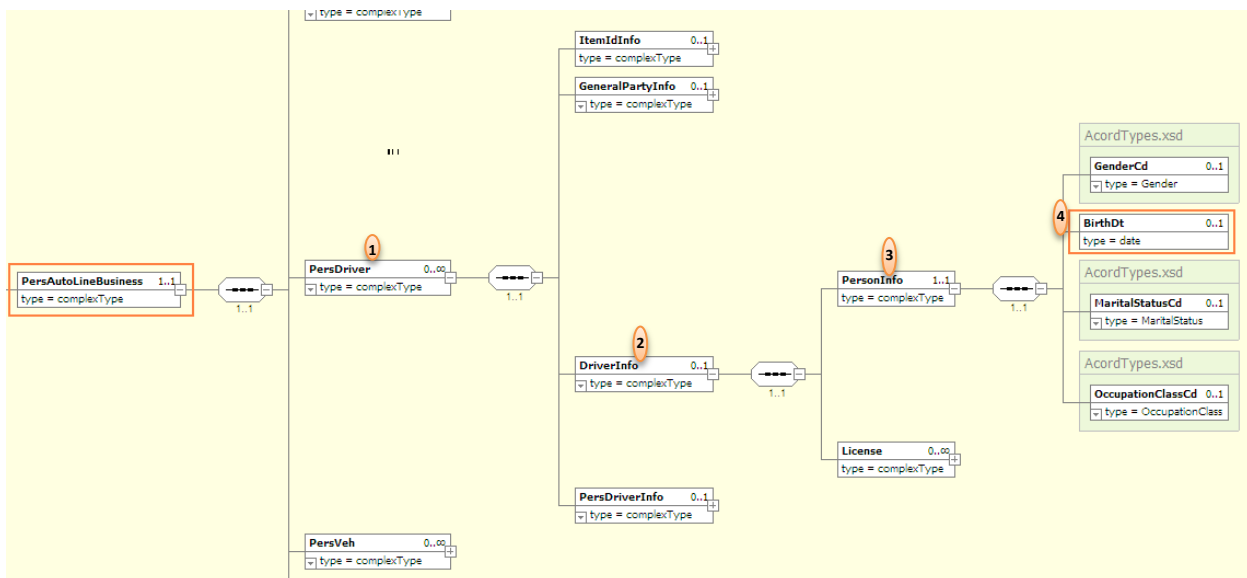 type = complexType
ItemIdInfo 0..1
type = complexType
GeneralPartyInfo 0..1
type = complexType
AcordTypes.xsd
GenderCd 0..1
type = Gender
4
BirthDt 0..1
type = date
1
PersDriver 0..∞
type = complexType
1..1
PersAutoLineBusiness 1..1
type = complexType
1..1
3
PersonInfo 1..1
type = complexType
1..1
AcordTypes.xsd
MaritalStatusCd 0..1
type = MaritalStatus
2
DriverInfo 0..1
type = complexType
1..1
AcordTypes.xsd
OccupationClassCd 0..1
type = OccupationClass
License 0..∞
type = complexType
PersDriverInfo 0..1
type = complexType
PersVeh 0..∞
type = complexType